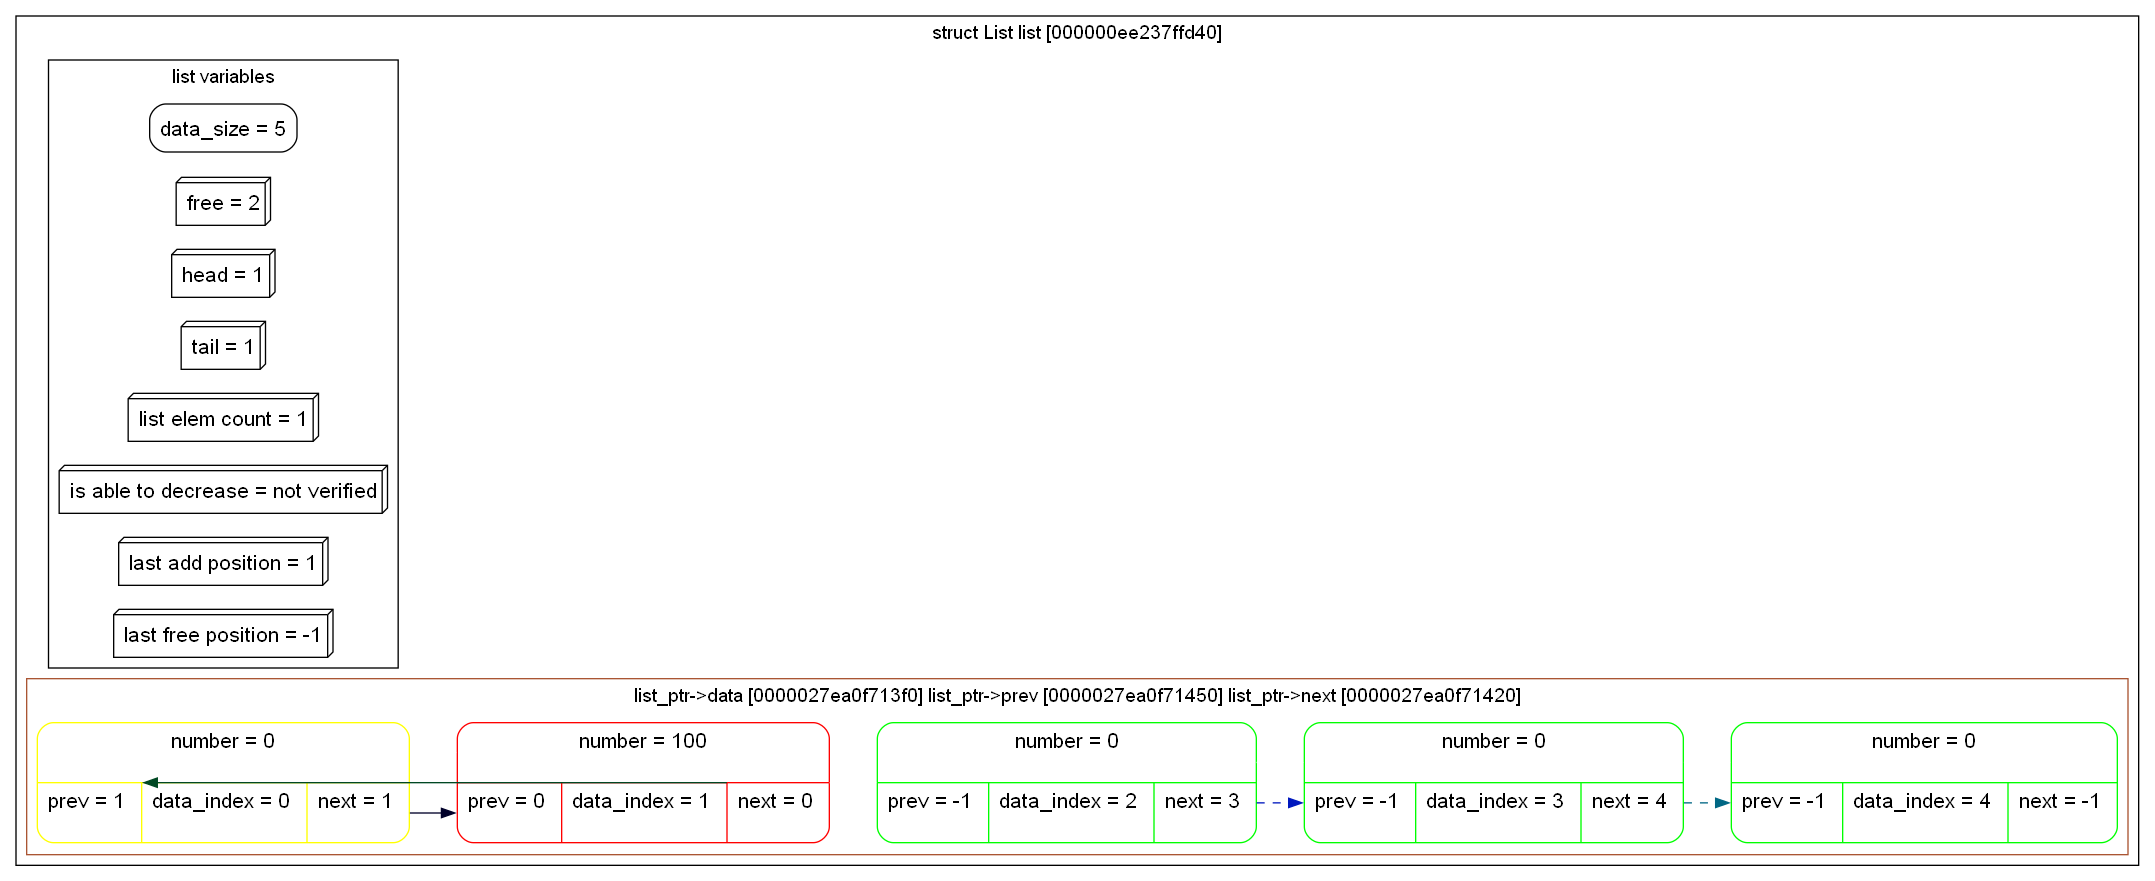 struct List list [000000ee237ffd40]
list variables
data_size = 5
free = 2
head = 1
tail = 1
list elem count = 1
is able to decrease = not verified
last add position = 1
last free position = -1
list_ptr->data [0000027ea0f713f0] list_ptr->prev [0000027ea0f71450] list_ptr->next [0000027ea0f71420]
number = 0
prev = 1 data_index = 0 next = 1
number = 100
prev = 0 data_index = 1 next = 0
number = 0
prev = -1 data_index = 2 next = 3
number = 0
prev = -1 data_index = 3 next = 4
number = 0
prev = -1 data_index = 4 next = -1